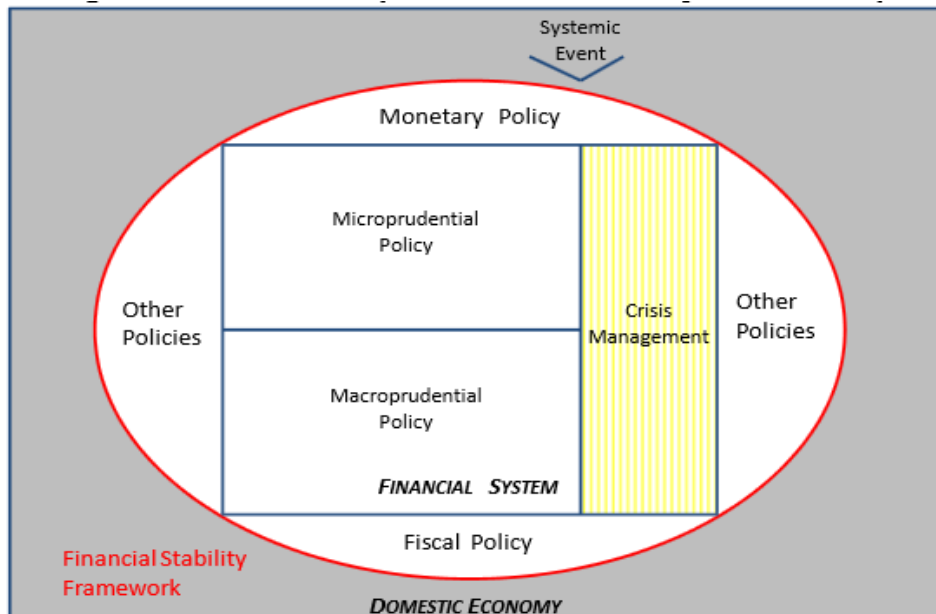 Systemic
Event
Monetary Policy
Microprudential
Policy
Other
Policies
Crisis
Management
Other
Policies
Macroprudential
Policy
FINANCIAL SYSTEM
Fiscal Policy
Financial Stability
Framework
DOMESTIC ECONOMY